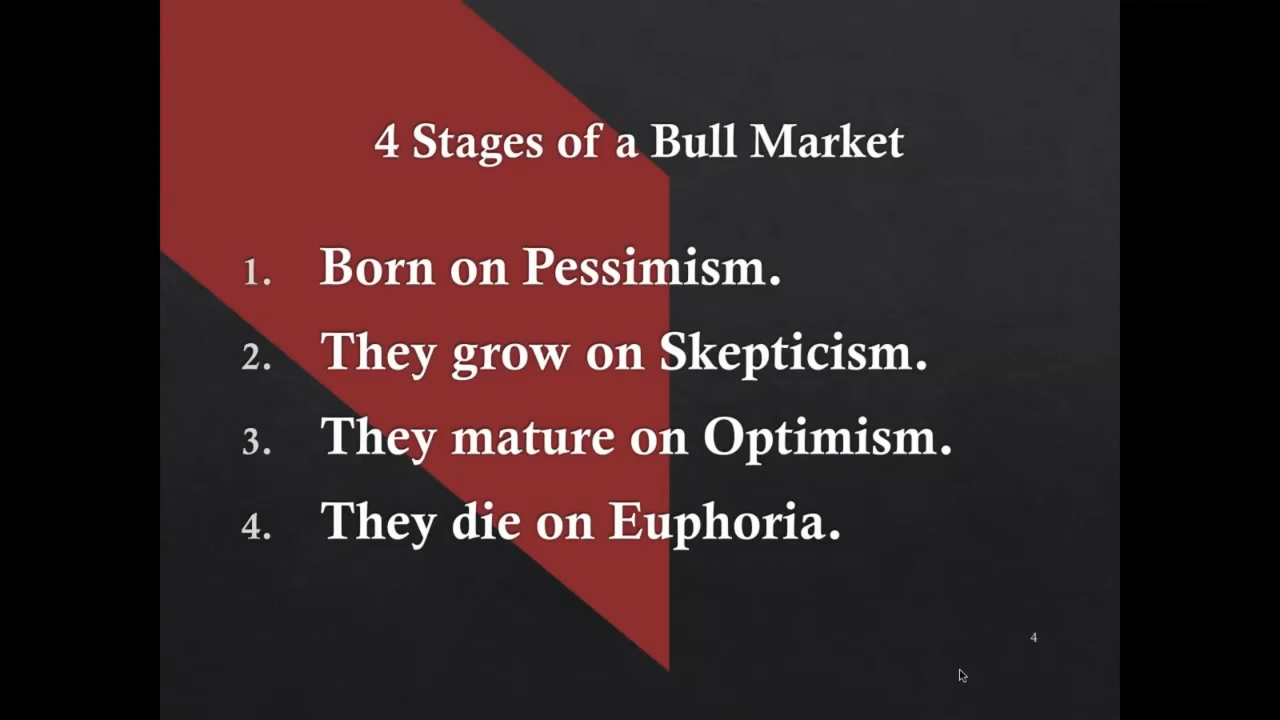 4 Stages of a Bull Market
1. Born on Pessimism.
2. They grow on Skepticism.
3. They mature on Optimism.
4. They die on Euphoria.
4